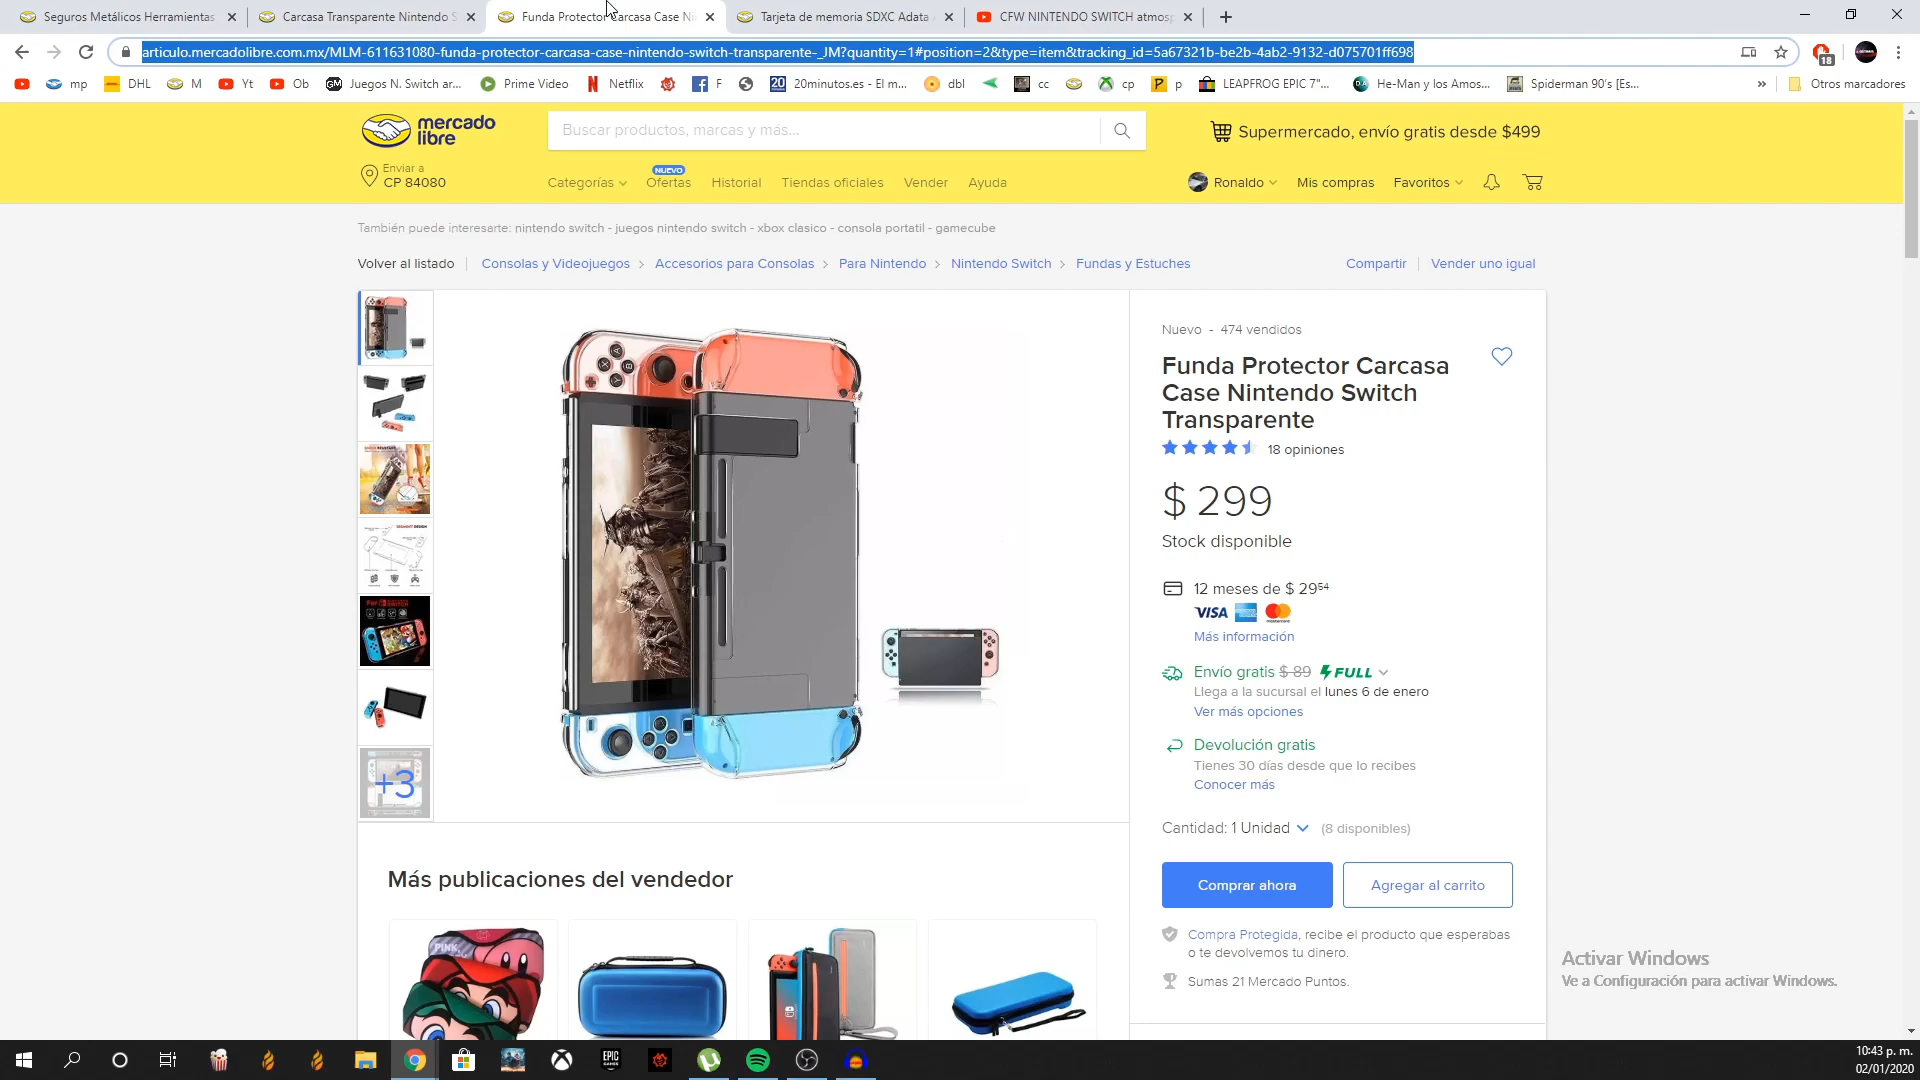 Seguros Metálicos Herramientas
Carcasa Transparente Nintendo S
Funda Protector Carcasa Case Ni
Tarjeta de memoria SDXC Adata
CFW NINTENDO SWITCH atmosp
articulo.mercadolibre.com.mx/MLM-611631080-funda-protector-carcasa-case-nintendo-switch-transparente-_JM?quantity=1#position=2&type=item&tracking_id=5a67321b-be2b-4ab2-9132-d075701ff698
18
mp
DHL
M
Yt
Ob
Juegos N. Switch ar...
Prime Video
Netflix
F
20minutos.es - El m...
dbl
cc
cp
p
LEAPFROG EPIC 7"...
He-Man y los Amos...
Spiderman 90's [Es...
»
Otros marcadores
mercado
libre
Buscar productos, marcas y más...
Supermercado, envío gratis desde $499
Enviar a
CP 84080
Categorías
NUEVO
Ofertas
Historial
Tiendas oficiales
Vender
Ayuda
Ronaldo
Mis compras
Favoritos
También puede interesarte: nintendo switch - juegos nintendo switch - xbox clasico - consola portatil - gamecube
Volver al listado
Consolas y Videojuegos
Accesorios para Consolas
Para Nintendo
Nintendo Switch
Fundas y Estuches
Compartir
Vender uno igual
Nuevo - 474 vendidos
Funda Protector Carcasa
Case Nintendo Switch
Transparente
18 opiniones
$ 299
Stock disponible
12 meses de $ 29 54
VISA
Más información
Envío gratis $ 89 FULL
Llega a la sucursal el lunes 6 de enero
Ver más opciones
Devolución gratis
Tienes 30 días desde que lo recibes
Conocer más
Cantidad: 1 Unidad (8 disponibles)
Comprar ahora
Agregar al carrito
Compra Protegida, recibe el producto que esperabas
o te devolvemos tu dinero.
Sumas 21 Mercado Puntos.
+3
Más publicaciones del vendedor
Activar Windows
Ve a Configuración para activar Windows.
EPIC
GAMES
10:43 p. m.
02/01/2020